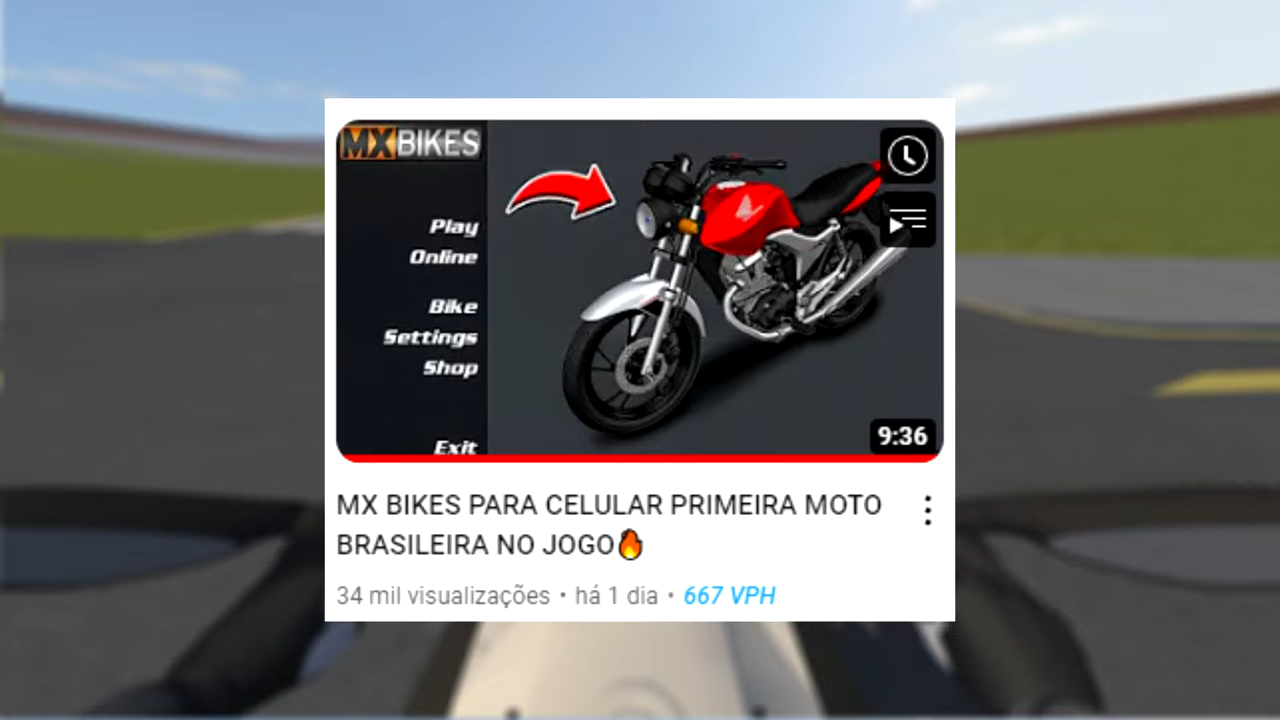 MX BIKES
Play
Online
Bike
Settings
Shop
Exit
9:36
MX BIKES PARA CELULAR PRIMEIRA MOTO
BRASILEIRA NO JOGO🔥
34 mil visualizações • há 1 dia • 667 VPH